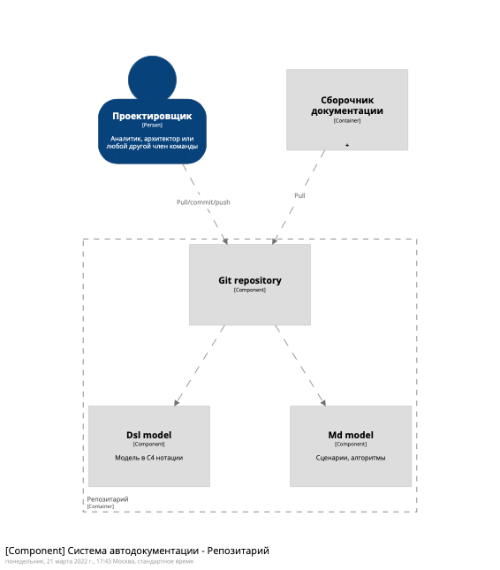 Проектировщик
[Person]
Аналитик, архитектор или
любой другой член команды
Сборочник
документации
[Container]
+
Pull/commit/push
Pull
Git repository
[Component]
Dsl model
[Component]
Модель в C4 нотации
Md model
[Component]
Сценарии, алгоритмы
Репозитарий
[Container]
[Component] Система автодокументации - Репозитарий
понедельник, 21 марта 2022 г., 17:43 Москва, стандартное время